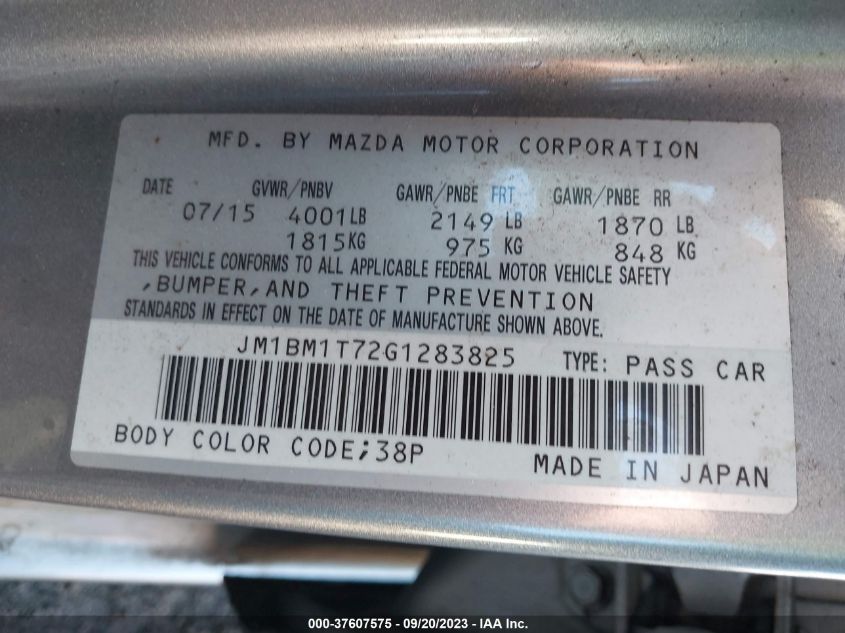 MFD. BY MAZDA MOTOR CORPORATION
DATE GVWR/PNBV GAWR/PNBE FRT GAWR/PNBE RR
07/15 4001LB 2149 LB 1870 LB
1815KG 975 KG 848 KG
THIS VEHICLE CONFORMS TO ALL APPLICABLE FEDERAL MOTOR VEHICLE SAFETY
,BUMPER,AND THEFT PREVENTION
STANDARDS IN EFFECT ON THE DATE OF MANUFACTURE SHOWN ABOVE.
JM1BM1T72G1283825 TYPE: PASS CAR
BODY COLOR CODE;38P MADE IN JAPAN
000-37607575 - 09/20/2023 - IAA Inc.